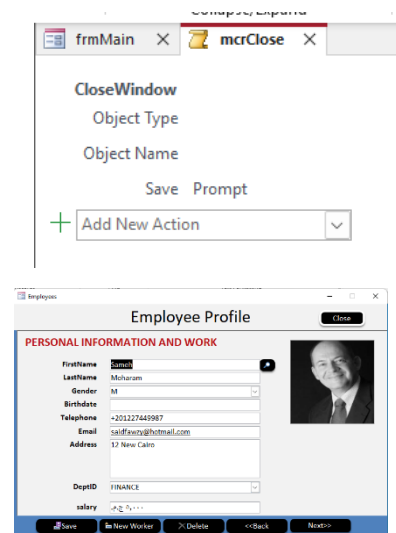 frmMain
mcrClose
CloseWindow
Object Type
Object Name
Save Prompt
Add New Action
Employees
Employee Profile
Close
PERSONAL INFORMATION AND WORK
FirstName Sameh
LastName Moharam
Gender M
Birthdate
Telephone +201227449987
Email saidfawzy@hotmail.com
Address 12 New Cairo
DeptID FINANCE
salary
Save New Worker Delete <<Back Next>>